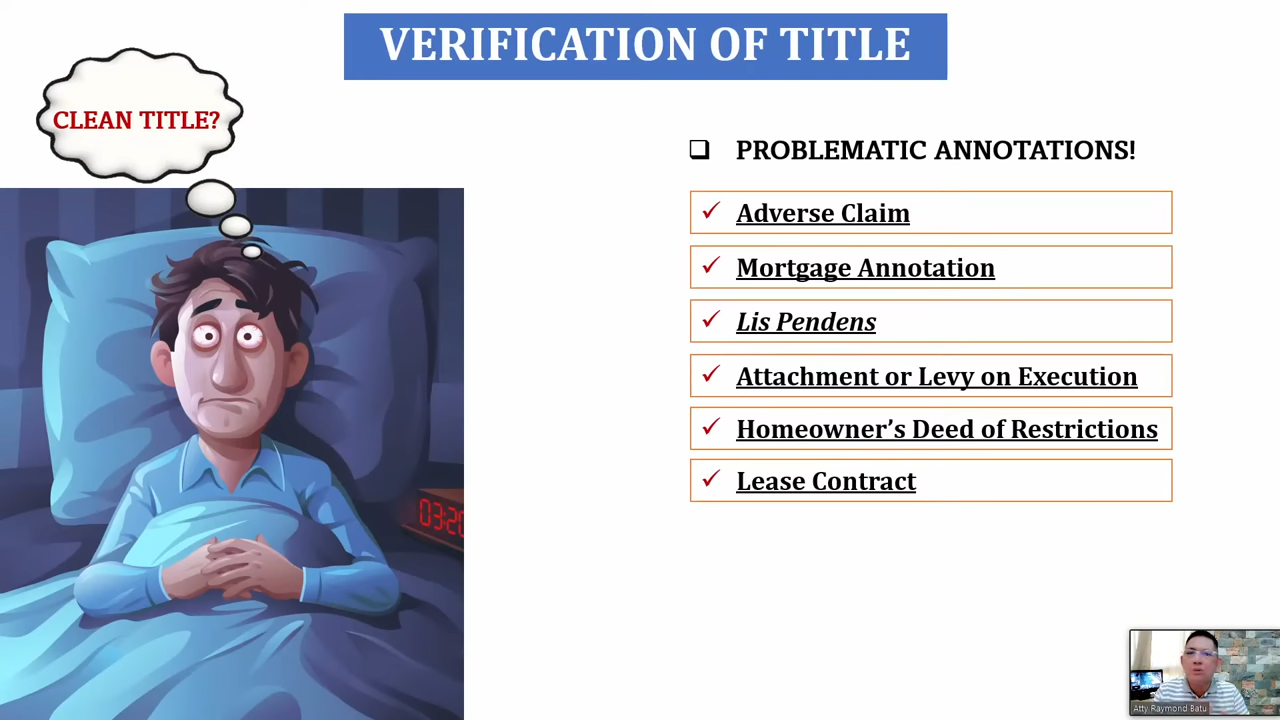 VERIFICATION OF TITLE
CLEAN TITLE?
❑ PROBLEMATIC ANNOTATIONS!
✓ Adverse Claim
✓ Mortgage Annotation
✓ Lis Pendens
✓ Attachment or Levy on Execution
✓ Homeowner’s Deed of Restrictions
✓ Lease Contract
03:20
Atty Raymond Batu